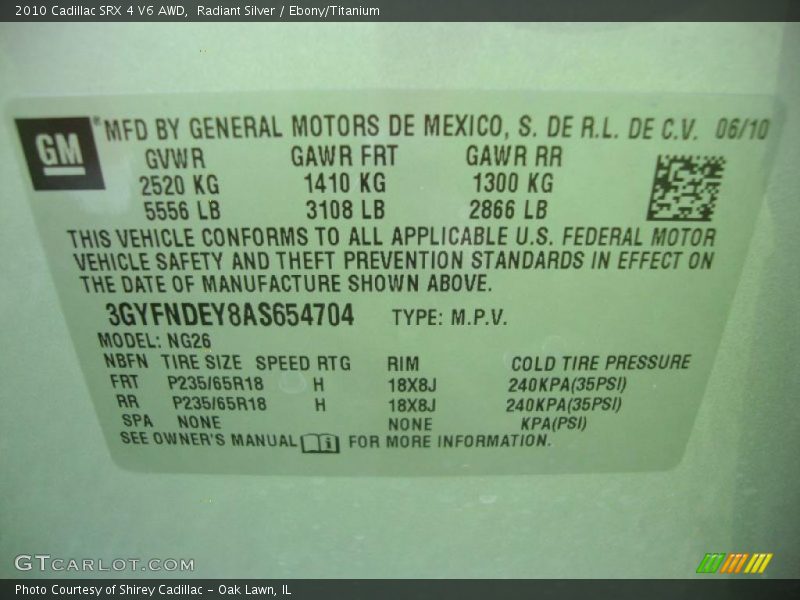 2010 Cadillac SRX 4 V6 AWD,  Radiant Silver / Ebony/Titanium
GM ® MFD BY GENERAL MOTORS DE MEXICO, S. DE R.L. DE C.V. 06/10
GVWR GAWR FRT GAWR RR
2520 KG 1410 KG 1300 KG
5556 LB 3108 LB 2866 LB
THIS VEHICLE CONFORMS TO ALL APPLICABLE U.S. FEDERAL MOTOR
VEHICLE SAFETY AND THEFT PREVENTION STANDARDS IN EFFECT ON
THE DATE OF MANUFACTURE SHOWN ABOVE.
3GYFNDEY8AS654704 TYPE: M.P.V.
MODEL: NG26
NBFN TIRE SIZE SPEED RTG RIM COLD TIRE PRESSURE
FRT P235/65R18 H 18X8J 240KPA(35PSI)
RR P235/65R18 H 18X8J 240KPA(35PSI)
SPA NONE NONE KPA(PSI)
SEE OWNER'S MANUAL i FOR MORE INFORMATION.
GTCARLOT.COM
Photo Courtesy of Shirey Cadillac - Oak Lawn, IL